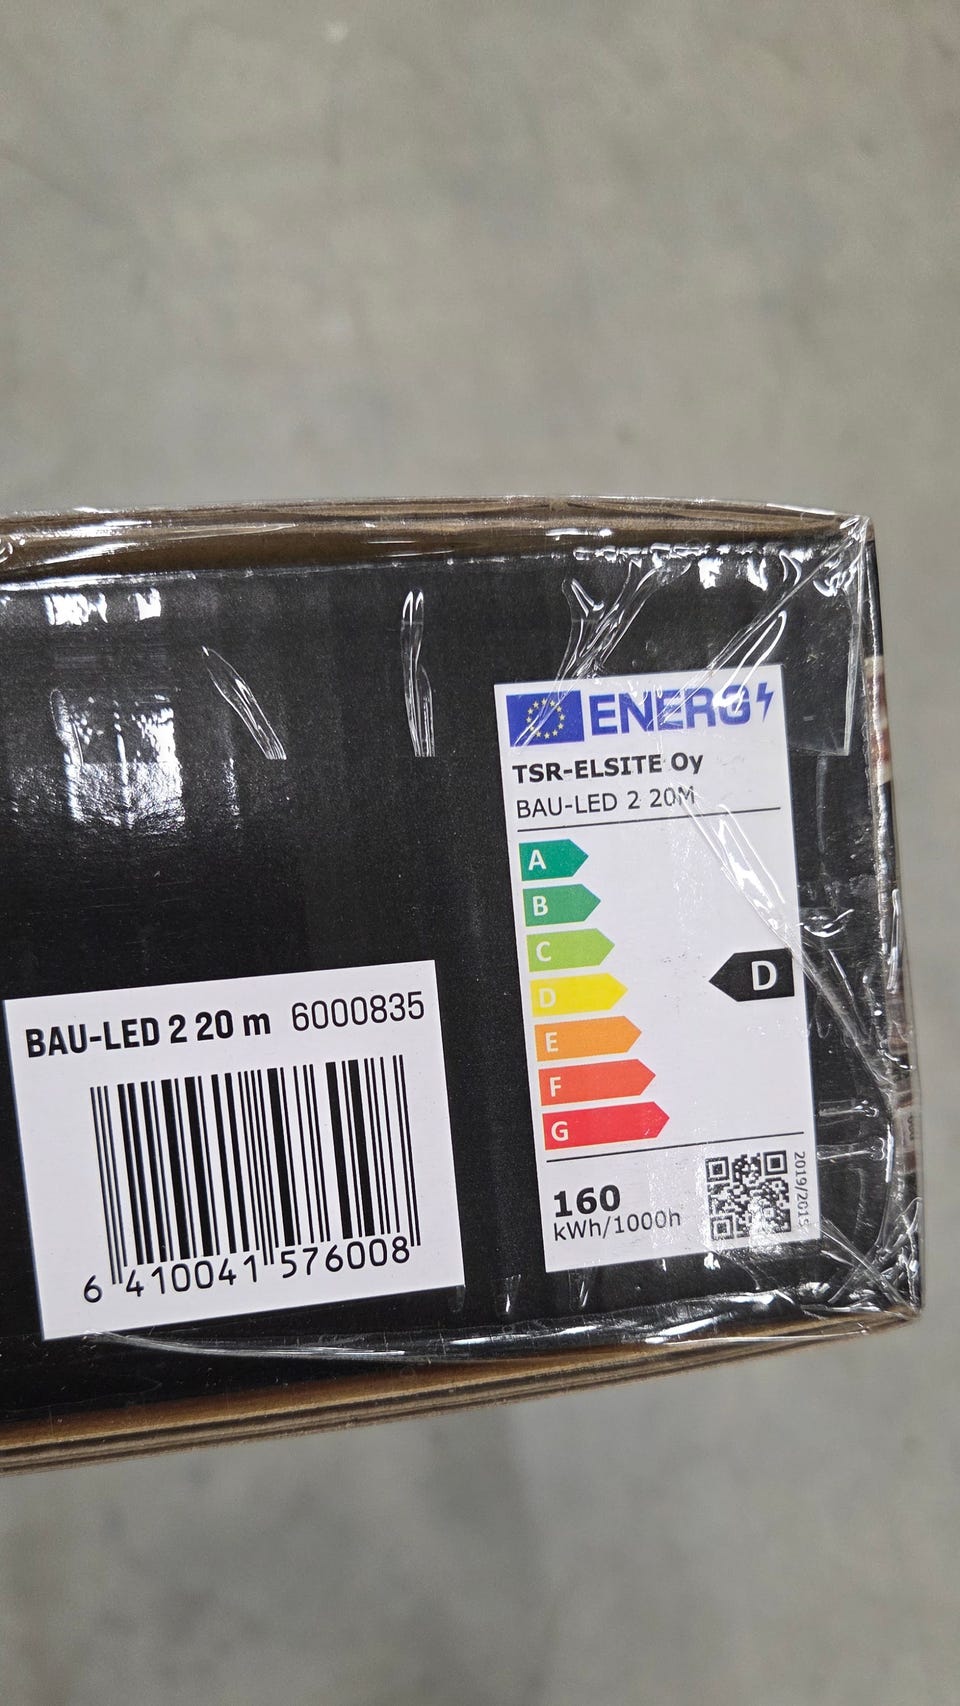 ENERG
TSR-ELSITE Oy
BAU-LED 2 20M
A
B
C
D
E
F
G
D
160
kWh/1000h
2019/2015
BAU-LED 2 20 m 6000835
6 410041 576008